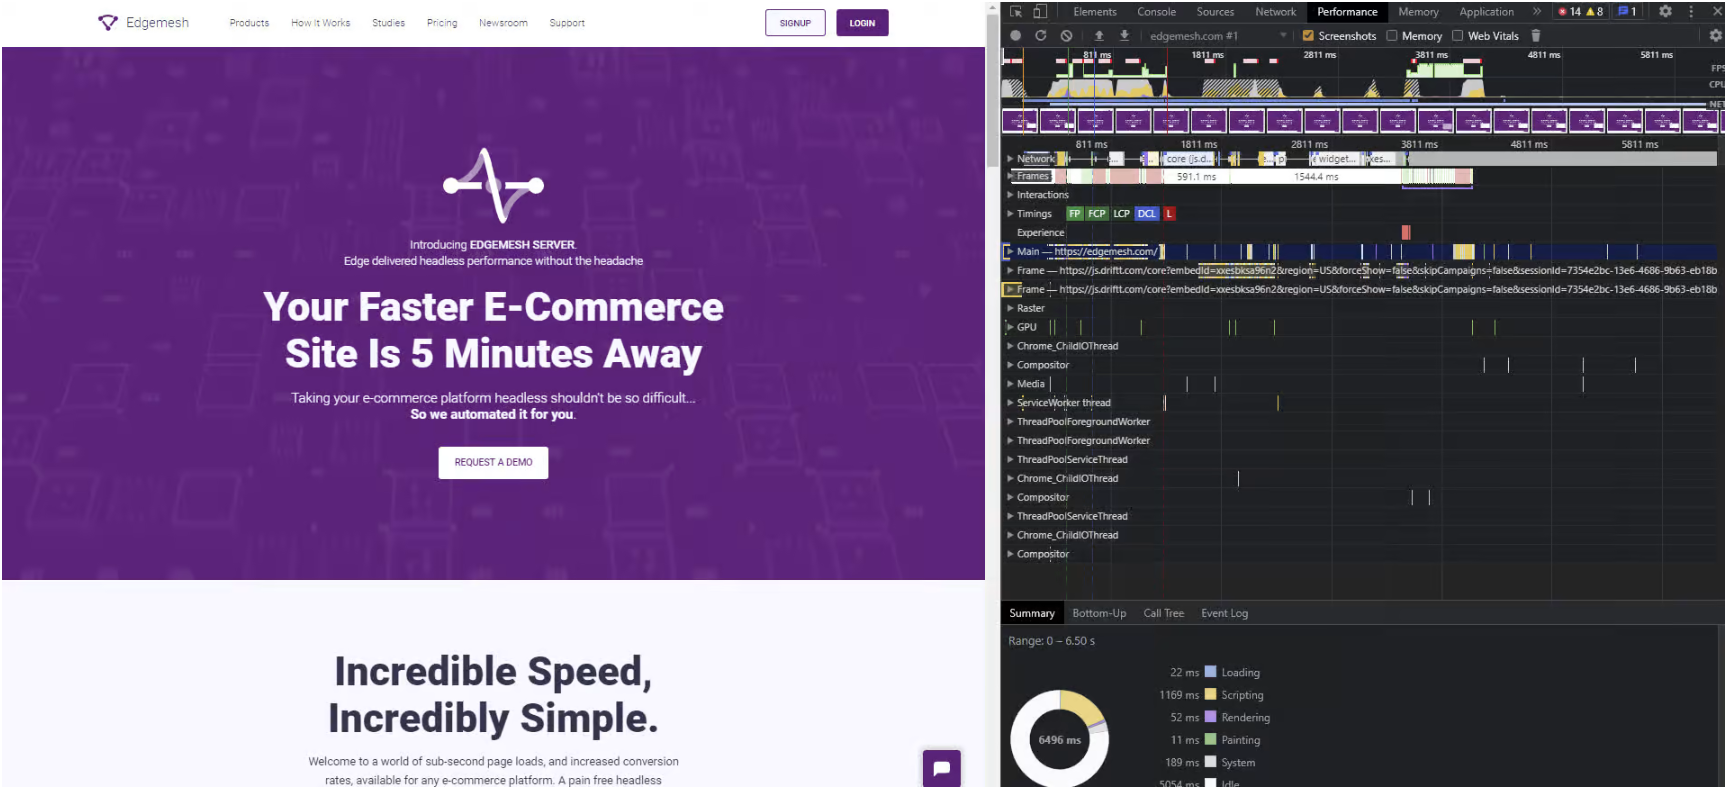 Edgemesh
Products How It Works Studies Pricing Newsroom Support
SIGNUP LOGIN
Introducing EDGEMESH SERVER.
Edge delivered headless performance without the headache
Your Faster E-Commerce
Site Is 5 Minutes Away
Taking your e-commerce platform headless shouldn't be so difficult...
So we automated it for you.
REQUEST A DEMO
Incredible Speed,
Incredibly Simple.
Welcome to a world of sub-second page loads, and increased conversion
rates, available for any e-commerce platform. A pain free headless
Elements Console Sources Network Performance Memory Application » 14 8 1
edgemesh.com #1 Screenshots Memory Web Vitals
811 ms 1811 ms 2811 ms 3811 ms 4811 ms 5811 ms
FPS
CPU
NET
811 ms 1811 ms 2811 ms 3811 ms 4811 ms 5811 ms
Network core (js.d... widget...
Frames 591.1 ms 1544.4 ms
Interactions
Timings FP FCP LCP DCL L
Experience
Main — https://edgemesh.com/
Frame — https://js.driftt.com/core?embedId=xxesbksa96n2&region=US&forceShow=false&skipCampaigns=false&sessionId=7354e2bc-13e6-4686-9b63-eb18b
Frame — https://js.driftt.com/core?embedId=xxesbksa96n2&region=US&forceShow=false&skipCampaigns=false&sessionId=7354e2bc-13e6-4686-9b63-eb18b
Raster
GPU
Chrome_ChildIOThread
Compositor
Media
ServiceWorker thread
ThreadPoolForegroundWorker
ThreadPoolForegroundWorker
ThreadPoolServiceThread
Chrome_ChildIOThread
Compositor
ThreadPoolServiceThread
Chrome_ChildIOThread
Compositor
Summary Bottom-Up Call Tree Event Log
Range: 0 – 6.50 s
6496 ms
22 ms Loading
1169 ms Scripting
52 ms Rendering
11 ms Painting
189 ms System
5054 ms Idle